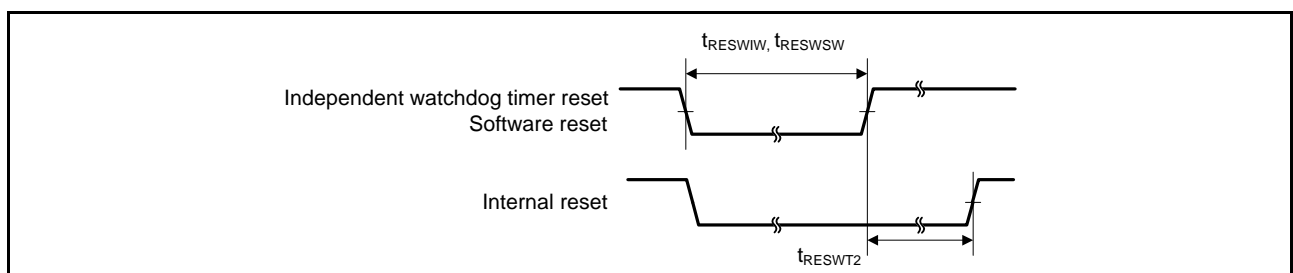 tRESWIW, tRESWSW
Independent watchdog timer reset
Software reset
Internal reset
tRESWT2